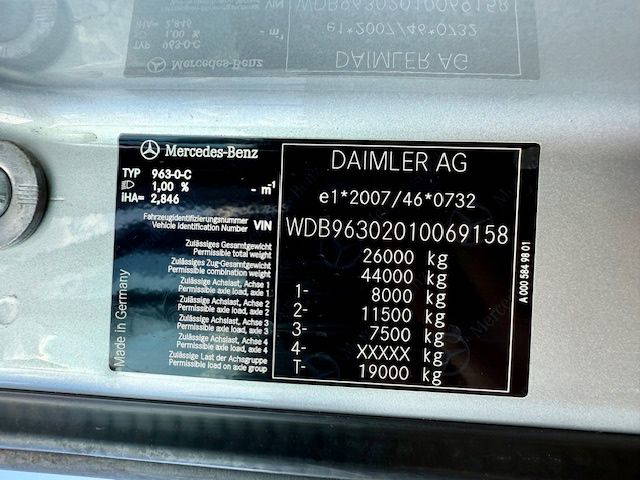 Mercedes-Benz
TYP 963-0-C
1,00 % - m⁻¹
iHA= 2,846
DAIMLER AG
e1*2007/46*0732
Fahrzeugidentifizierungsnummer
Vehicle Identification Number VIN
WDB96302010069158
Zulässiges Gesamtgewicht
Permissible total weight
26000 kg
Zulässiges Zug-Gesamtgewicht
Permissible combination weight
44000 kg
Zulässige Achslast, Achse 1
Permissible axle load, axle 1
1- 8000 kg
Zulässige Achslast, Achse 2
Permissible axle load, axle 2
2- 11500 kg
Zulässige Achslast, Achse 3
Permissible axle load, axle 3
3- 7500 kg
Zulässige Achslast, Achse 4
Permissible axle load, axle 4
4- XXXXX kg
Zulässige Last der Achsgruppe
Permissible load on axle group
T- 19000 kg
Made in Germany
A 000 584 98 01